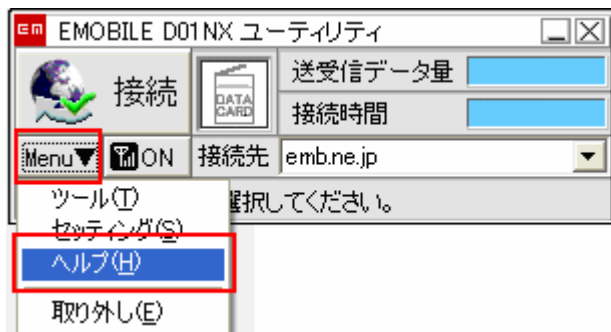 EM EMOBILE D01NX ユーティリティ
接続 DATA CARD 送受信データ量
接続時間
Menu▼ ON 接続先 emb.ne.jp
ツール(T) 選択してください。
セッティング(S)
ヘルプ(H)
取り外し(E)